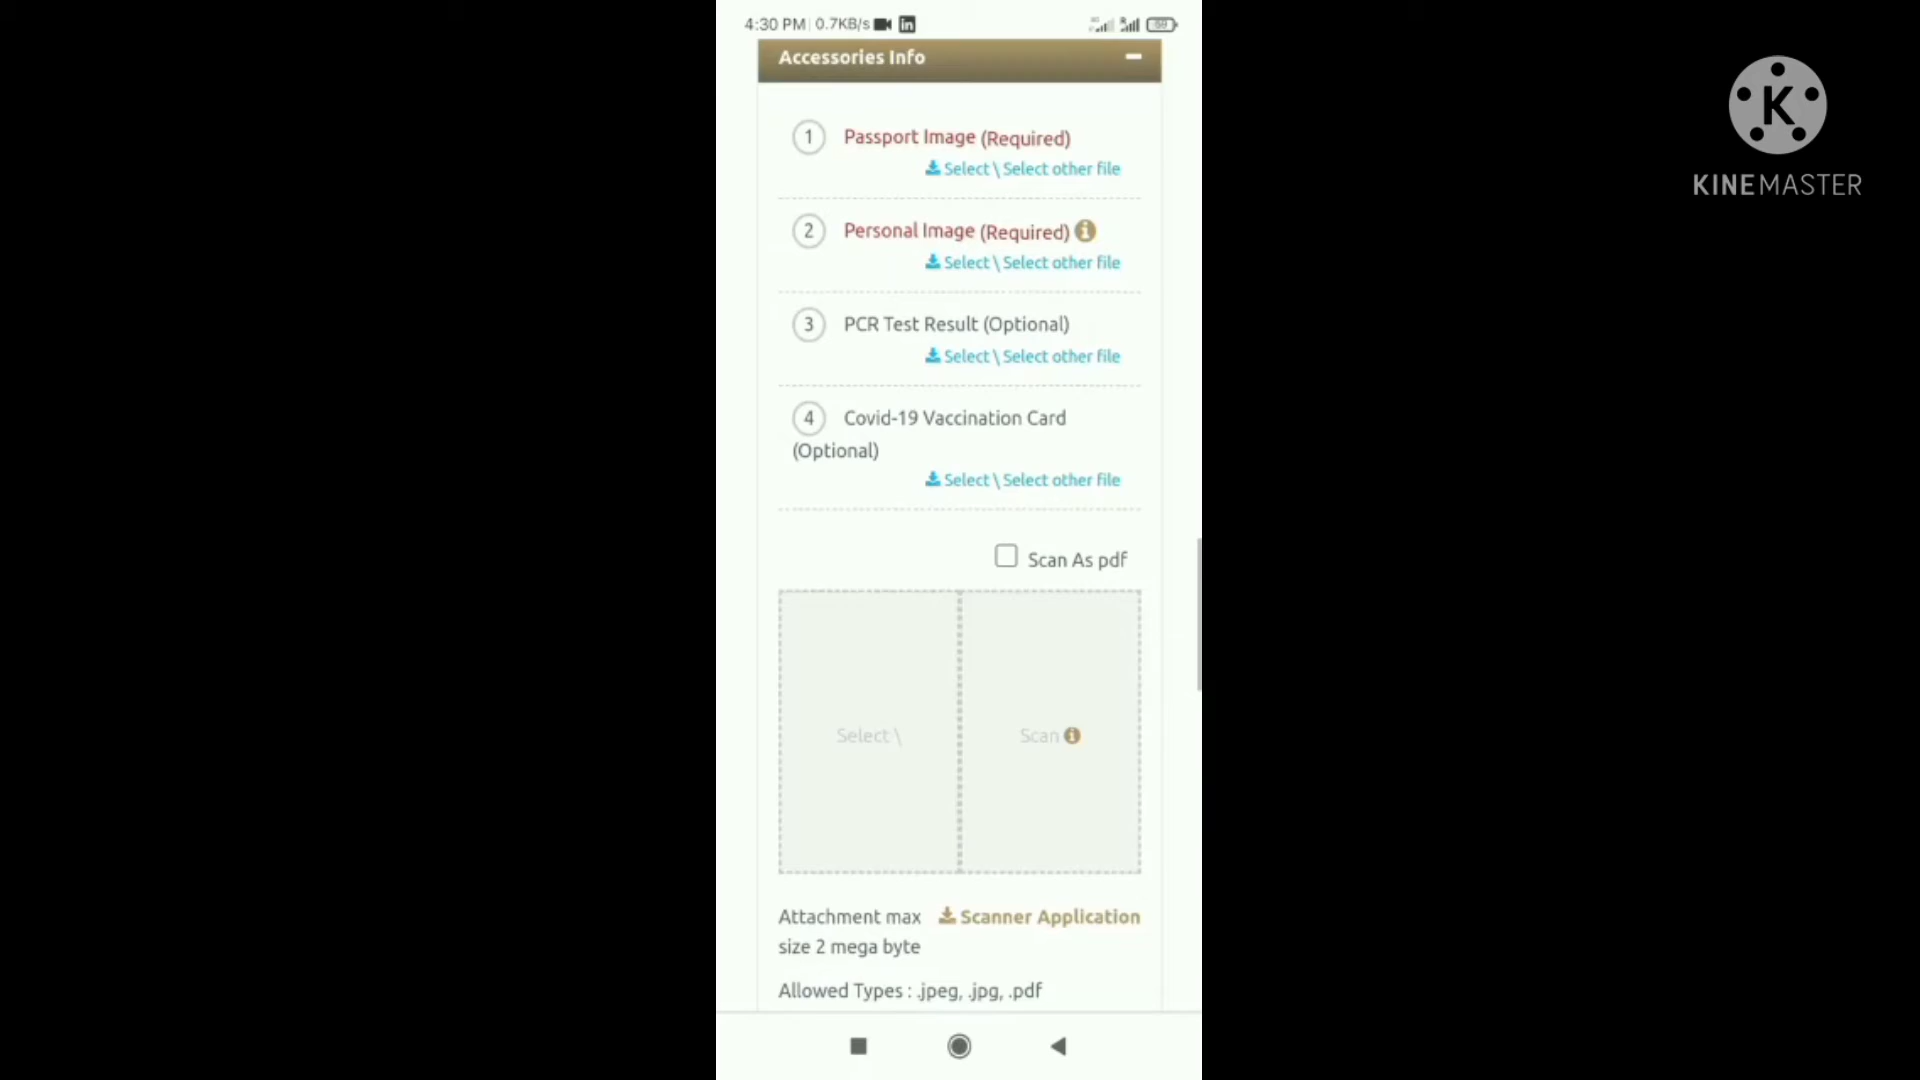 4:30 PM 0.7KB/s in
Accessories Info
K
KINEMASTER
1 Passport Image (Required)
Select \ Select other file
2 Personal Image (Required) i
Select \ Select other file
3 PCR Test Result (Optional)
Select \ Select other file
4 Covid-19 Vaccination Card
(Optional)
Select \ Select other file
Scan As pdf
Select \
Scan i
Attachment max Scanner Application
size 2 mega byte
Allowed Types : .jpeg, .jpg, .pdf